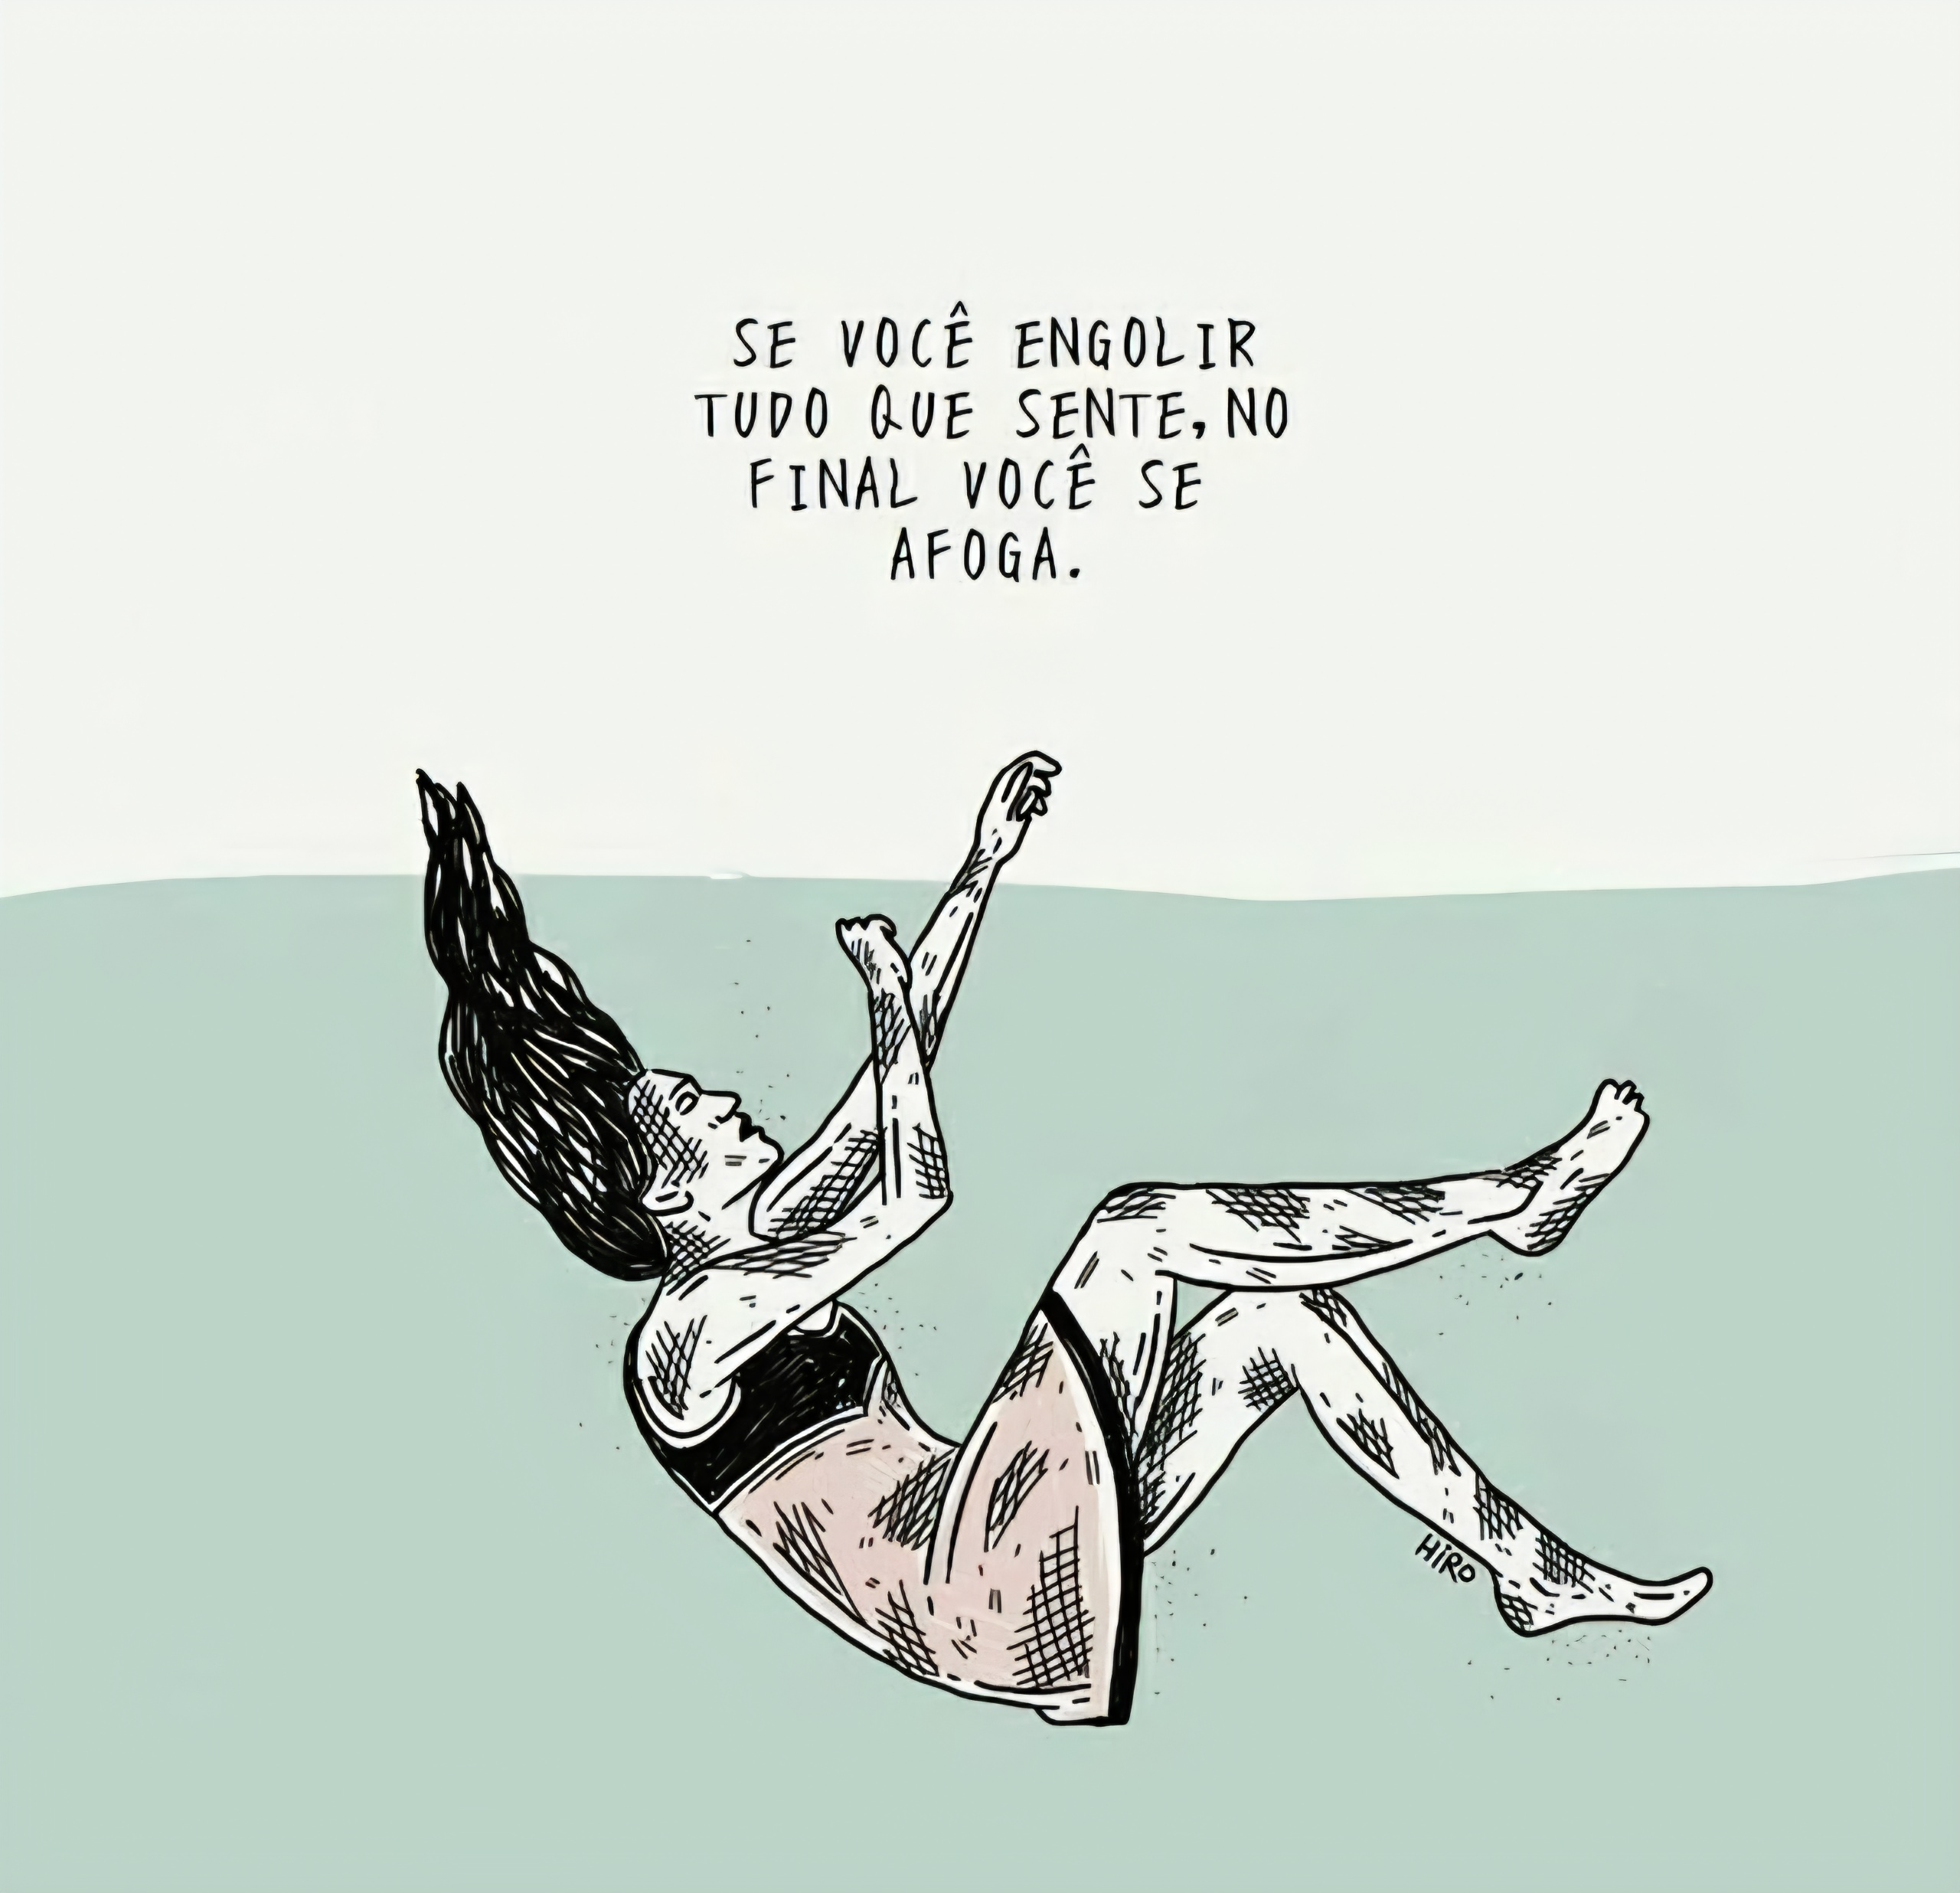 SE VOCÊ ENGOLIR
TUDO QUE SENTE, NO
FINAL VOCÊ SE
AFOGA.
HIRO